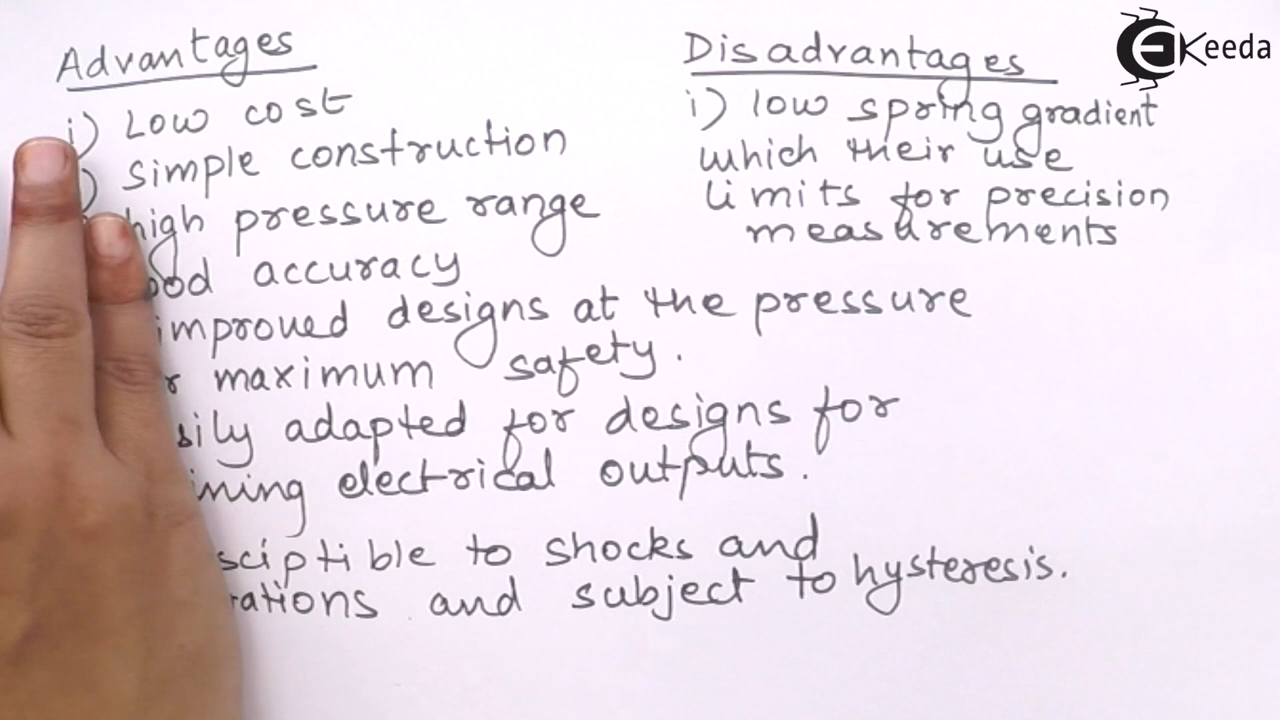 Advantages
i) Low cost
) simple construction
high pressure range
ood accuracy
improved designs at the pressure
r maximum safety.
sily adapted for designs for
ining electrical outputs.
sciptible to shocks and
rations and subject to hysteresis.
Disadvantages
i) low spring gradient
which their use
limits for precision
measurements
EKeeda